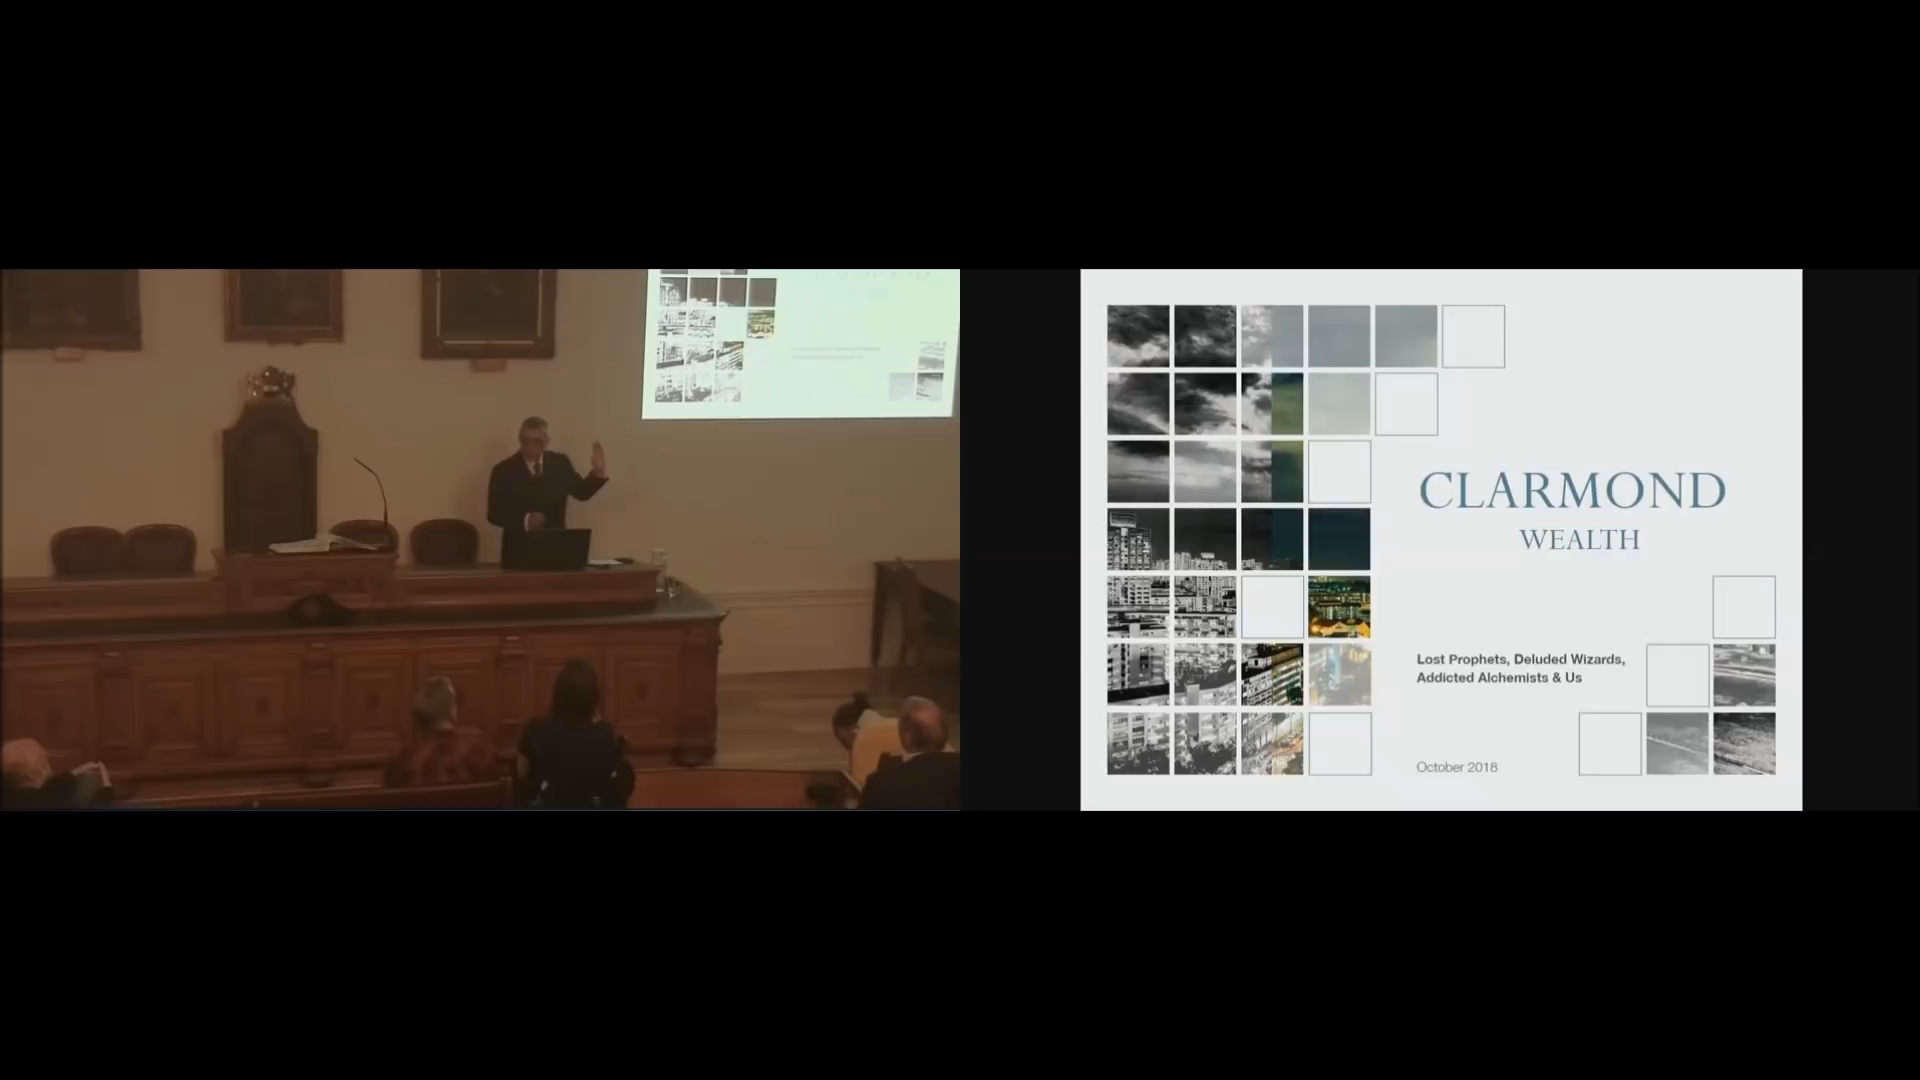 CLARMOND
WEALTH
Lost Prophets, Deluded Wizards,
Addicted Alchemists & Us
October 2018